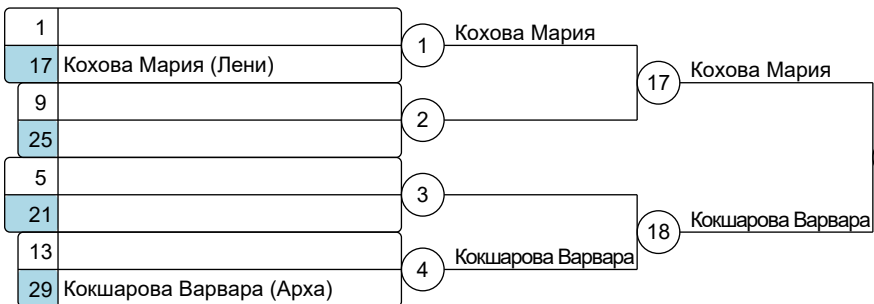 1
17 Кохова Мария (Лени)
9
25
5
21
13
29 Кокшарова Варвара (Арха)
1 Кохова Мария
2
3
4 Кокшарова Варвара
17 Кохова Мария
18 Кокшарова Варвара